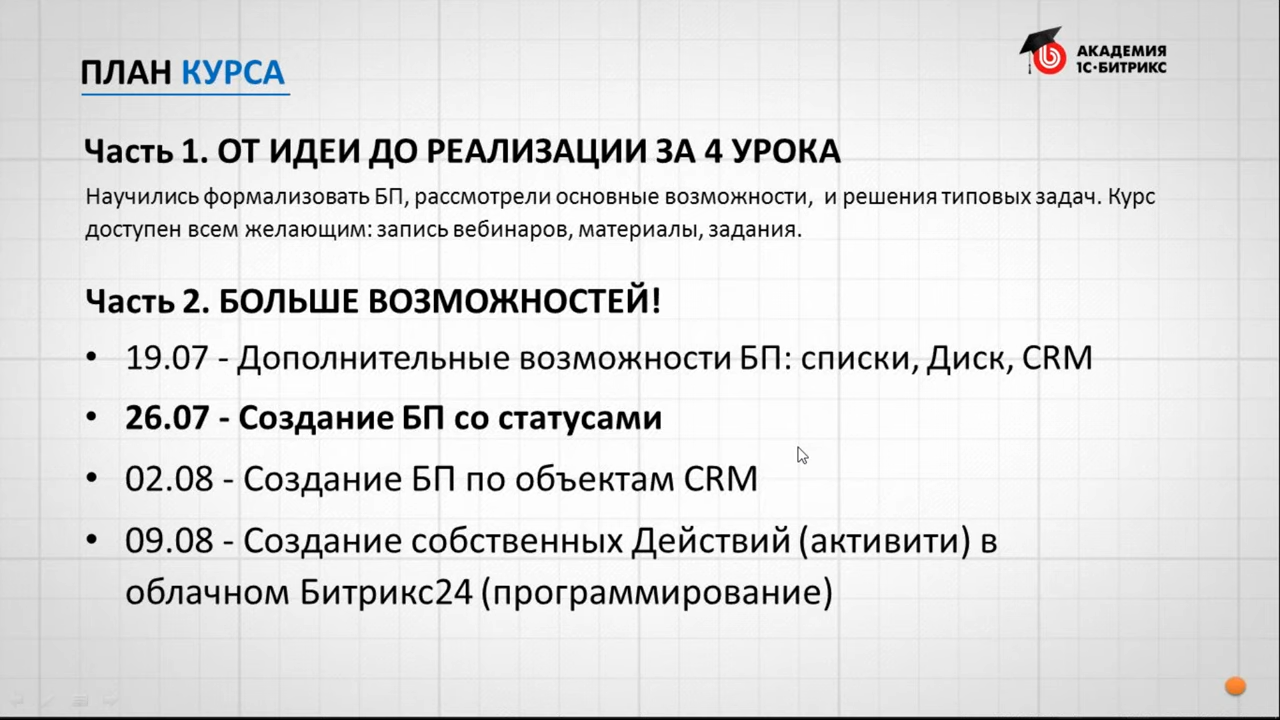 ПЛАН КУРСА
АКАДЕМИЯ
1С·БИТРИКС
Часть 1. ОТ ИДЕИ ДО РЕАЛИЗАЦИИ ЗА 4 УРОКА
Научились формализовать БП, рассмотрели основные возможности, и решения типовых задач. Курс
доступен всем желающим: запись вебинаров, материалы, задания.
Часть 2. БОЛЬШЕ ВОЗМОЖНОСТЕЙ!
• 19.07 - Дополнительные возможности БП: списки, Диск, CRM
• 26.07 - Создание БП со статусами
• 02.08 - Создание БП по объектам CRM
• 09.08 - Создание собственных Действий (активити) в
облачном Битрикс24 (программирование)